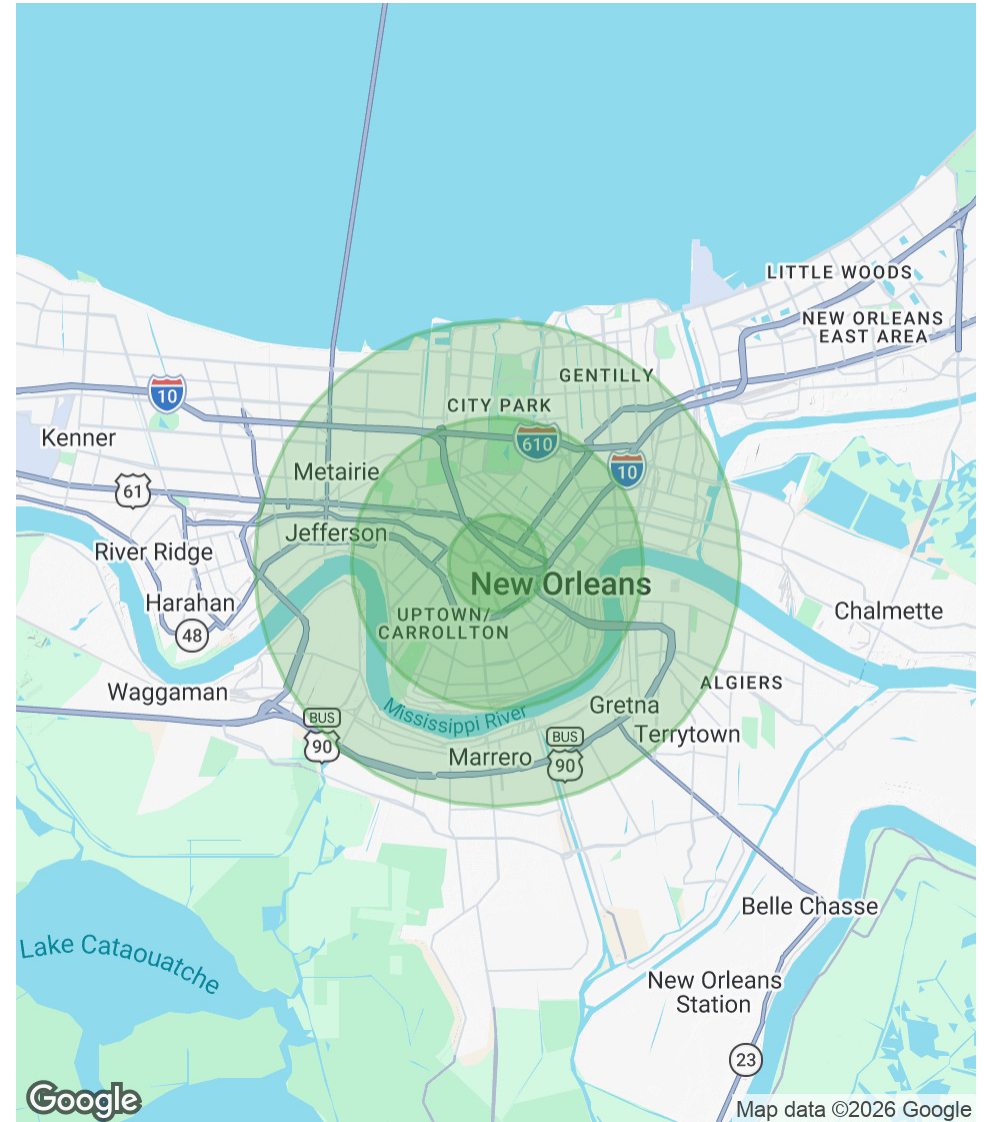 LITTLE WOODS
NEW ORLEANS
EAST AREA
GENTILLY
10
CITY PARK
Kenner
610
Metairie
10
61
Jefferson
River Ridge
New Orleans
Harahan
UPTOWN/
CARROLLTON
Chalmette
48
Waggaman
ALGIERS
Gretna
Mississippi River
BUS
90
Terrytown
BUS
90
Marrero
Belle Chasse
Lake Cataouatche
New Orleans
Station
23
Google
Map data ©2026 Google